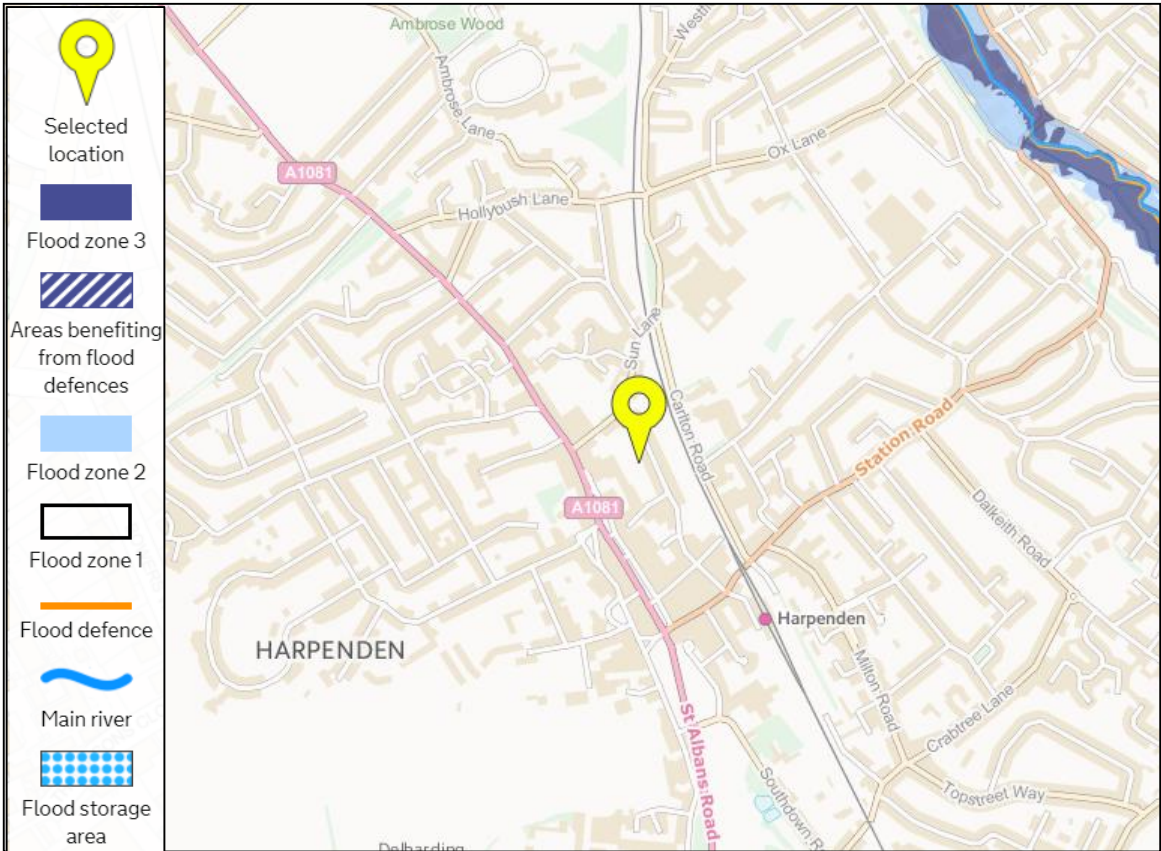 Selected
location
Flood zone 3
Areas benefiting
from flood
defences
Flood zone 2
Flood zone 1
Flood defence
Main river
Flood storage
area
Ambrose Wood
Ambrose Lane
A1081
Hollybush Lane
Ox Lane
Sun Lane
Carlton Road
A1081
Station Road
Dalkeith Road
HARPENDEN
Harpenden
Milton Road
Crabtree Lane
Topstreet Way
St Albans Road